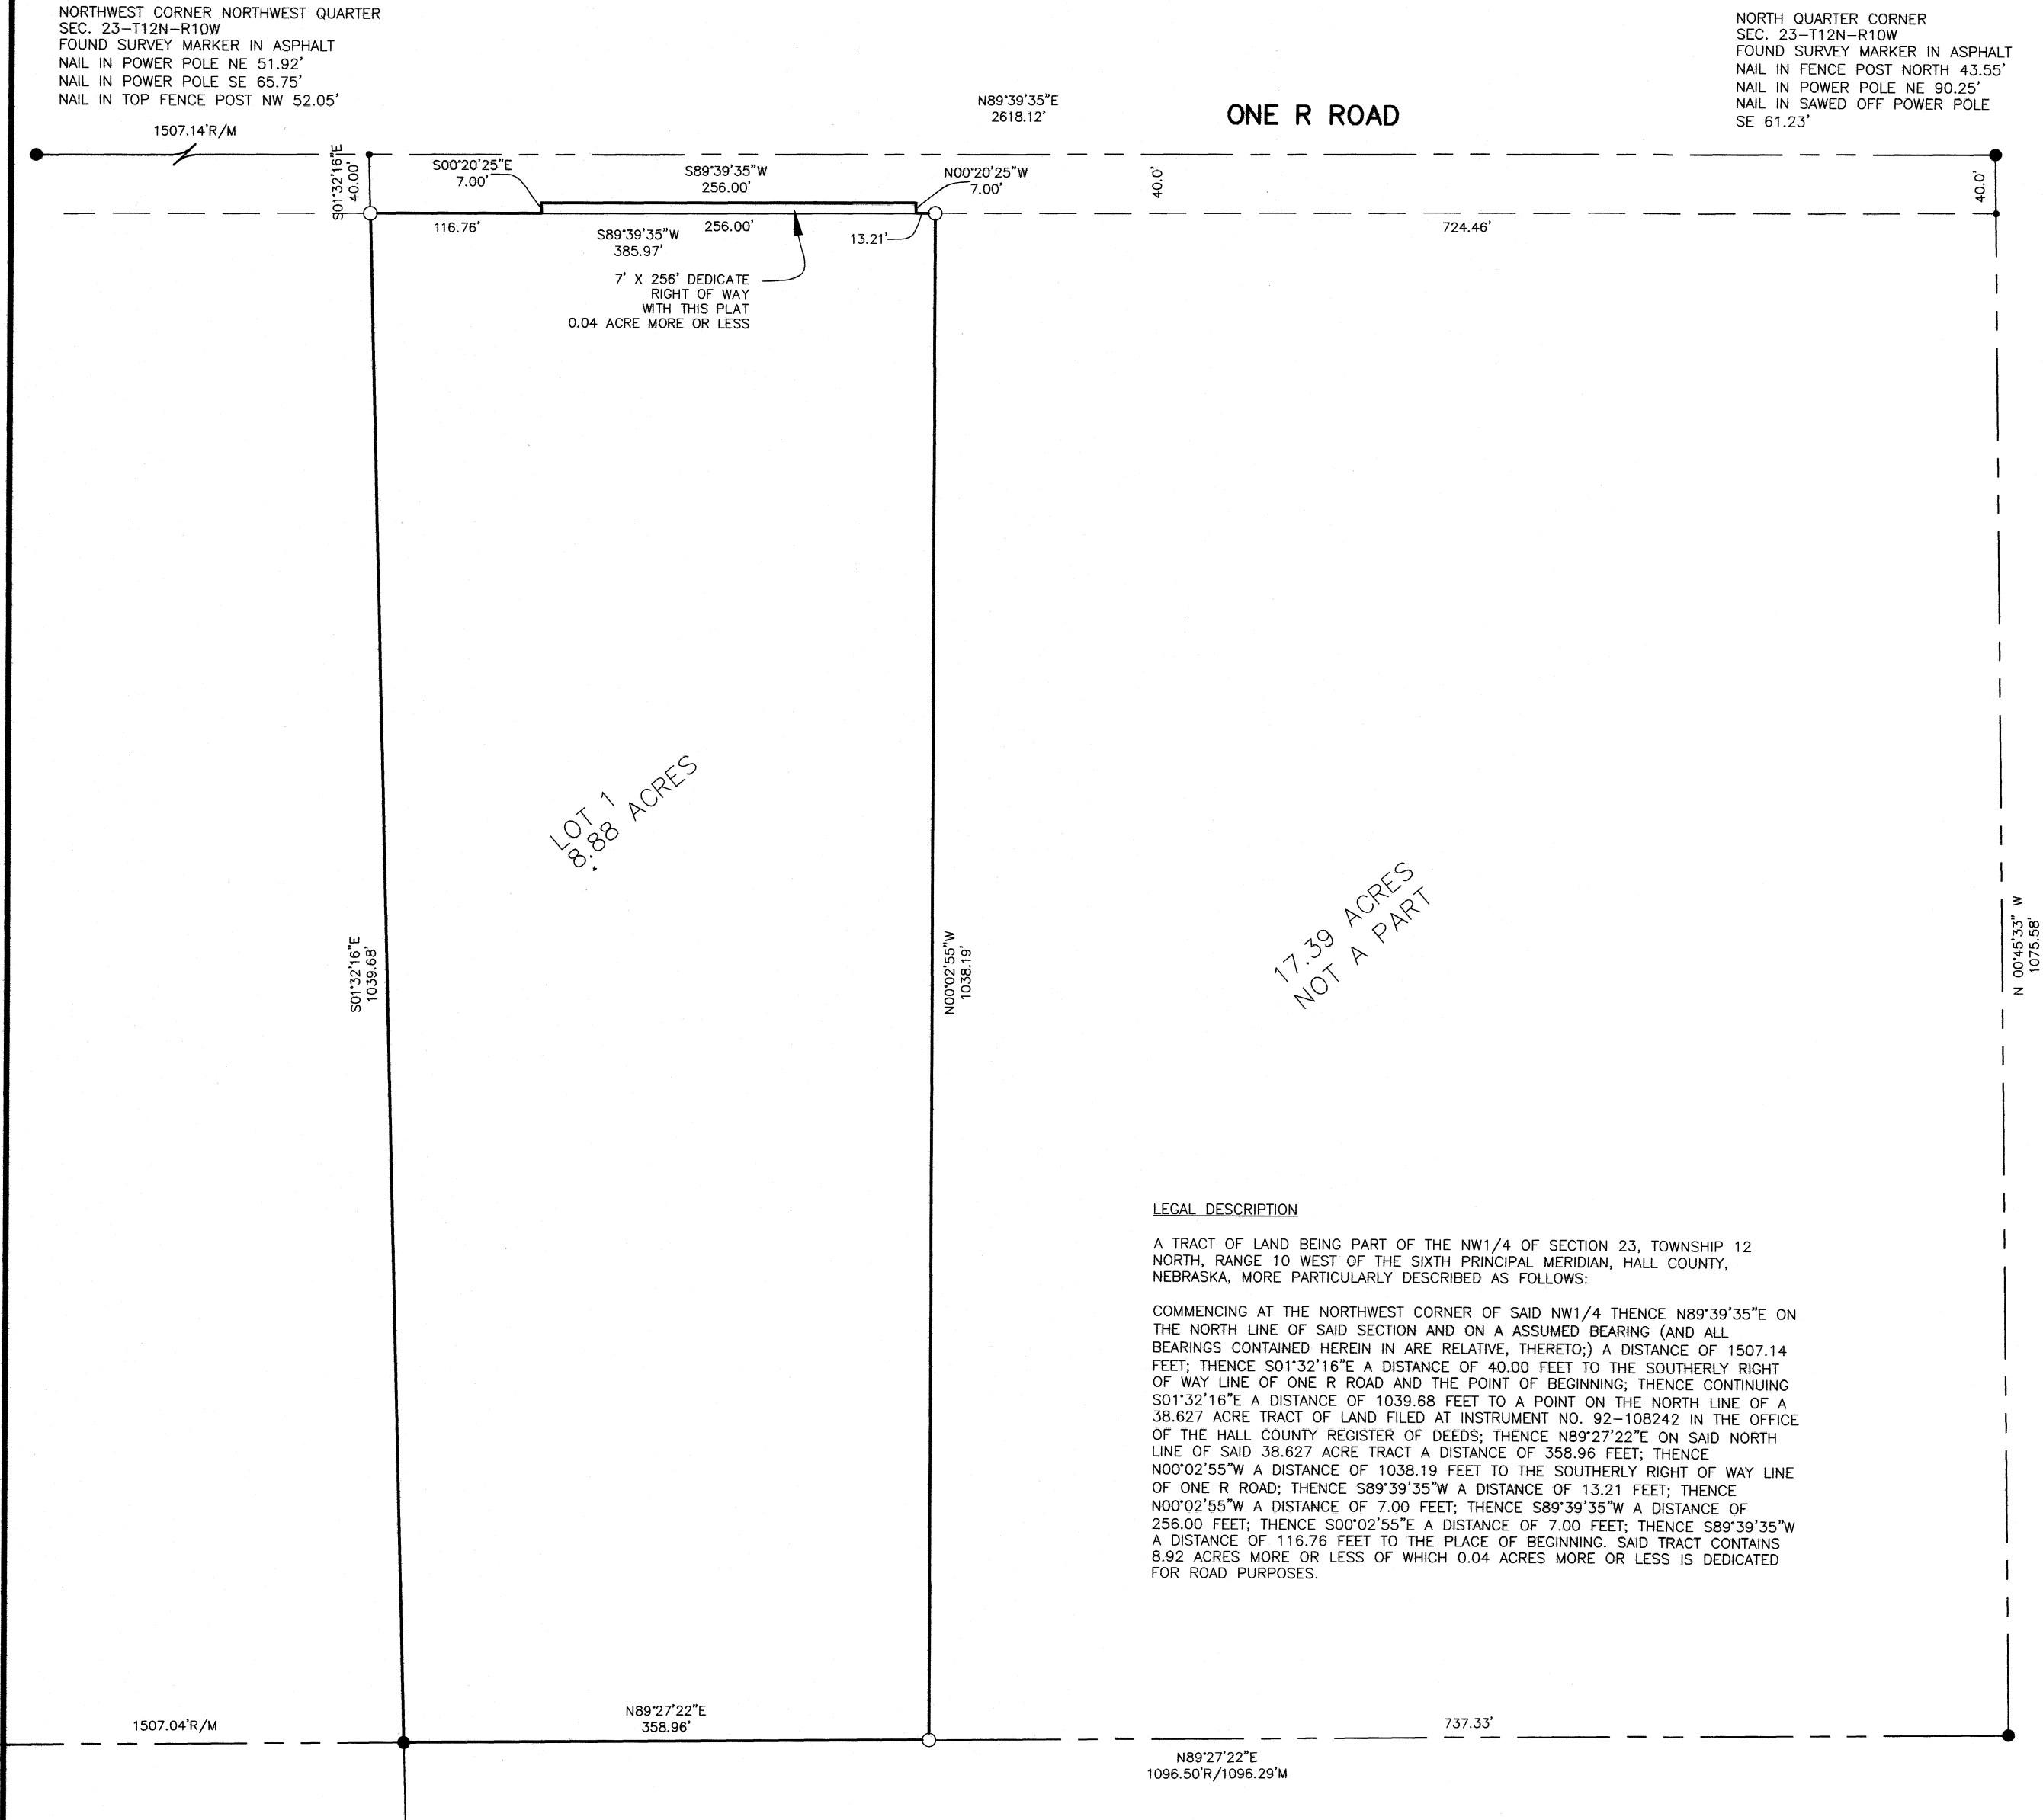 NORTHWEST CORNER NORTHWEST QUARTER
SEC. 23-T12N-R10W
FOUND SURVEY MARKER IN ASPHALT
NAIL IN POWER POLE NE 51.92'
NAIL IN POWER POLE SE 65.75'
NAIL IN TOP FENCE POST NW 52.05'
NORTH QUARTER CORNER
SEC. 23-T12N-R10W
FOUND SURVEY MARKER IN ASPHALT
NAIL IN FENCE POST NORTH 43.55'
NAIL IN POWER POLE NE 90.25'
NAIL IN SAWED OFF POWER POLE
SE 61.23'
N89°39'35"E
2618.12'
ONE R ROAD
1507.14'R/M
S01°32'16"E
40.00'
S00°20'25"E
7.00'
S89°39'35"W
256.00'
N00°20'25"W
7.00'
40.0'
40.0'
116.76'
S89°39'35"W
385.97'
256.00'
13.21'
724.46'
7' X 256' DEDICATE
RIGHT OF WAY
WITH THIS PLAT
0.04 ACRE MORE OR LESS
LOT 1
8.88 ACRES
17.39 ACRES
NOT A PART
S01°32'16"E
1039.68'
N00°02'55"W
1038.19'
N 00°45'33" W
1075.58'
LEGAL DESCRIPTION
A TRACT OF LAND BEING PART OF THE NW1/4 OF SECTION 23, TOWNSHIP 12
NORTH, RANGE 10 WEST OF THE SIXTH PRINCIPAL MERIDIAN, HALL COUNTY,
NEBRASKA, MORE PARTICULARLY DESCRIBED AS FOLLOWS:
COMMENCING AT THE NORTHWEST CORNER OF SAID NW1/4 THENCE N89°39'35"E ON
THE NORTH LINE OF SAID SECTION AND ON A ASSUMED BEARING (AND ALL
BEARINGS CONTAINED HEREIN IN ARE RELATIVE, THERETO;) A DISTANCE OF 1507.14
FEET; THENCE S01°32'16"E A DISTANCE OF 40.00 FEET TO THE SOUTHERLY RIGHT
OF WAY LINE OF ONE R ROAD AND THE POINT OF BEGINNING; THENCE CONTINUING
S01°32'16"E A DISTANCE OF 1039.68 FEET TO A POINT ON THE NORTH LINE OF A
38.627 ACRE TRACT OF LAND FILED AT INSTRUMENT NO. 92-108242 IN THE OFFICE
OF THE HALL COUNTY REGISTER OF DEEDS; THENCE N89°27'22"E ON SAID NORTH
LINE OF SAID 38.627 ACRE TRACT A DISTANCE OF 358.96 FEET; THENCE
N00°02'55"W A DISTANCE OF 1038.19 FEET TO THE SOUTHERLY RIGHT OF WAY LINE
OF ONE R ROAD; THENCE S89°39'35"W A DISTANCE OF 13.21 FEET; THENCE
N00°02'55"W A DISTANCE OF 7.00 FEET; THENCE S89°39'35"W A DISTANCE OF
256.00 FEET; THENCE S00°02'55"E A DISTANCE OF 7.00 FEET; THENCE S89°39'35"W
A DISTANCE OF 116.76 FEET TO THE PLACE OF BEGINNING. SAID TRACT CONTAINS
8.92 ACRES MORE OR LESS OF WHICH 0.04 ACRES MORE OR LESS IS DEDICATED
FOR ROAD PURPOSES.
1507.04'R/M
N89°27'22"E
358.96'
737.33'
N89°27'22"E
1096.50'R/1096.29'M